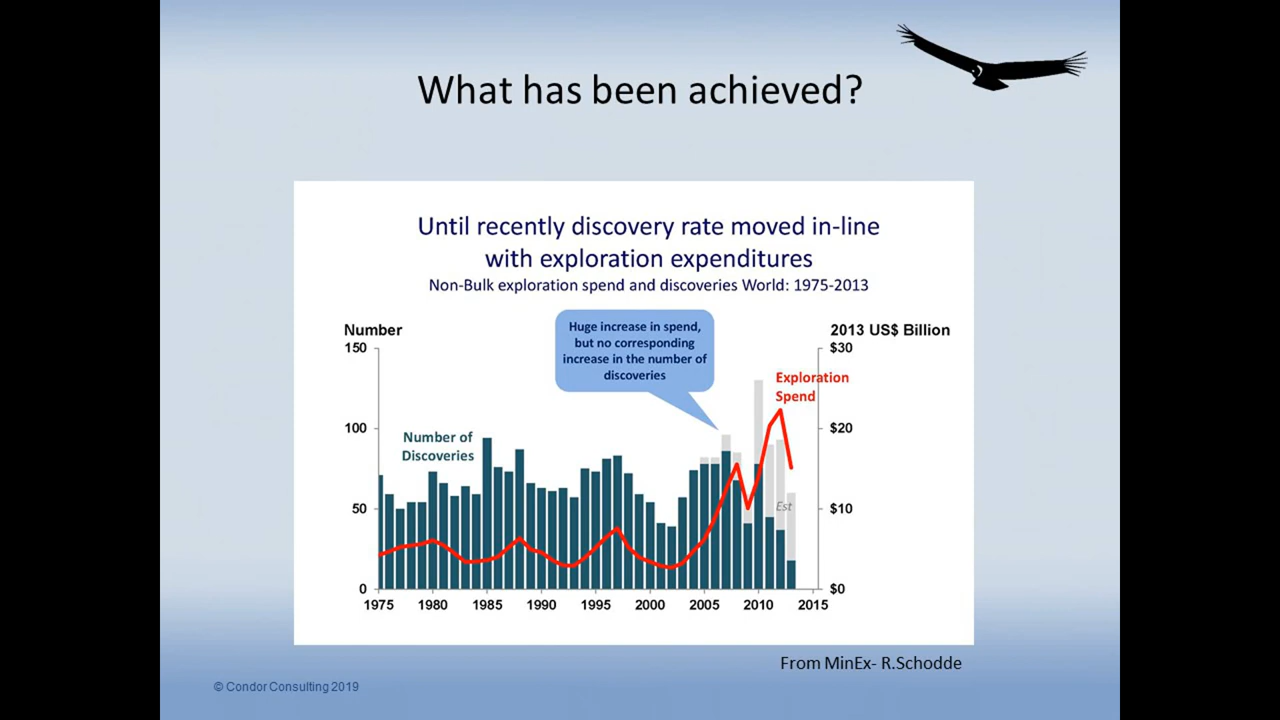 What has been achieved?
Until recently discovery rate moved in-line
with exploration expenditures
Non-Bulk exploration spend and discoveries World: 1975-2013
Number
2013 US$ Billion
Huge increase in spend,
but no corresponding
increase in the number of
discoveries
150
$30
Exploration
Spend
100
$20
Number of
Discoveries
50
Est
$10
0
$0
1975 1980 1985 1990 1995 2000 2005 2010 2015
From MinEx- R.Schodde
© Condor Consulting 2019